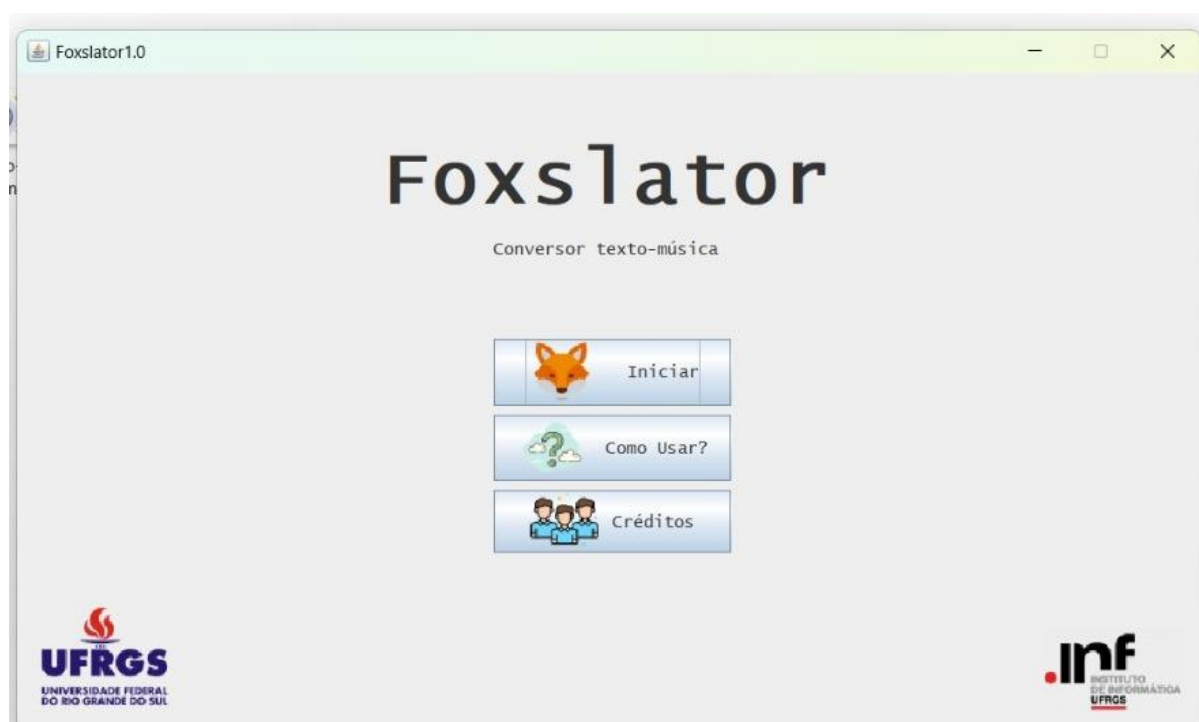 Foxslator1.0
Foxslator
Conversor texto-música
Iniciar
Como Usar?
Créditos
UFRGS
UNIVERSIDADE FEDERAL
DO RIO GRANDE DO SUL
.ınf
INSTITUTO
DE INFORMÁTICA
UFRGS